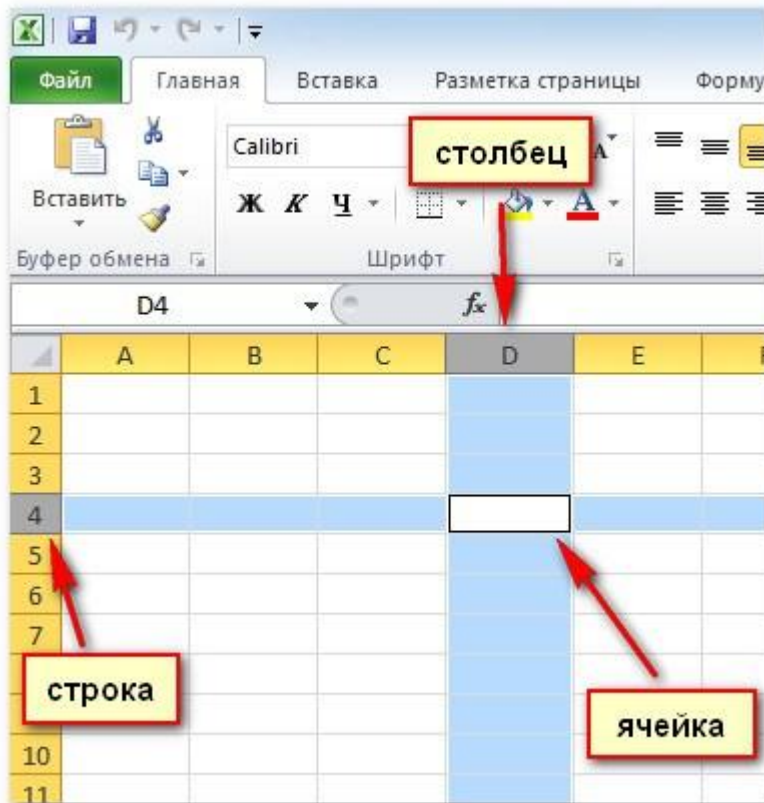 Файл Главная Вставка Разметка страницы Форму
Calibri
столбец
Вставить
Ж К Ч А
Буфер обмена Шрифт
D4 fx
A B C D E
1
2
3
4
5
6
7
строка
ячейка
10
11